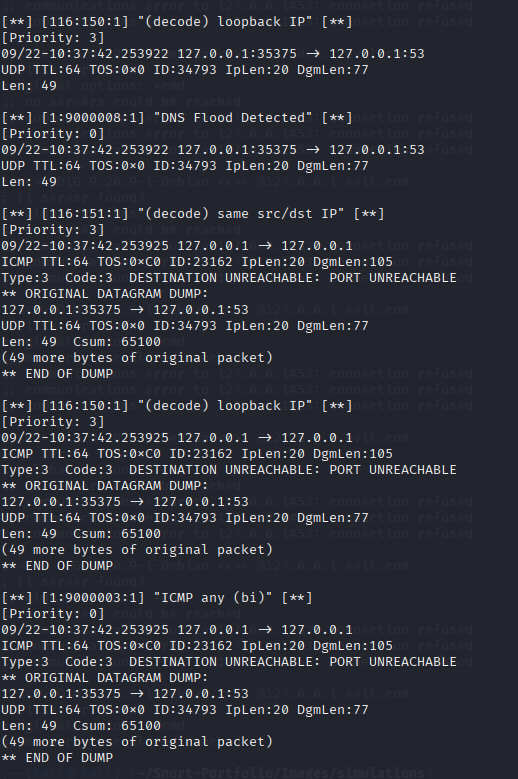 [**] [116:150:1] "(decode) loopback IP" [**]
[Priority: 3]
09/22-10:37:42.253922 127.0.0.1:35375 → 127.0.0.1:53
UDP TTL:64 TOS:0×0 ID:34793 IpLen:20 DgmLen:77
Len: 49
[**] [1:9000008:1] "DNS Flood Detected" [**]
[Priority: 0]
09/22-10:37:42.253922 127.0.0.1:35375 → 127.0.0.1:53
UDP TTL:64 TOS:0×0 ID:34793 IpLen:20 DgmLen:77
Len: 49
[**] [116:151:1] "(decode) same src/dst IP" [**]
[Priority: 3]
09/22-10:37:42.253925 127.0.0.1 → 127.0.0.1
ICMP TTL:64 TOS:0×C0 ID:23162 IpLen:20 DgmLen:105
Type:3  Code:3  DESTINATION UNREACHABLE: PORT UNREACHABLE
** ORIGINAL DATAGRAM DUMP:
127.0.0.1:35375 → 127.0.0.1:53
UDP TTL:64 TOS:0×0 ID:34793 IpLen:20 DgmLen:77
Len: 49  Csum: 65100
(49 more bytes of original packet)
** END OF DUMP
[**] [116:150:1] "(decode) loopback IP" [**]
[Priority: 3]
09/22-10:37:42.253925 127.0.0.1 → 127.0.0.1
ICMP TTL:64 TOS:0×C0 ID:23162 IpLen:20 DgmLen:105
Type:3  Code:3  DESTINATION UNREACHABLE: PORT UNREACHABLE
** ORIGINAL DATAGRAM DUMP:
127.0.0.1:35375 → 127.0.0.1:53
UDP TTL:64 TOS:0×0 ID:34793 IpLen:20 DgmLen:77
Len: 49  Csum: 65100
(49 more bytes of original packet)
** END OF DUMP
[**] [1:9000003:1] "ICMP any (bi)" [**]
[Priority: 0]
09/22-10:37:42.253925 127.0.0.1 → 127.0.0.1
ICMP TTL:64 TOS:0×C0 ID:23162 IpLen:20 DgmLen:105
Type:3  Code:3  DESTINATION UNREACHABLE: PORT UNREACHABLE
** ORIGINAL DATAGRAM DUMP:
127.0.0.1:35375 → 127.0.0.1:53
UDP TTL:64 TOS:0×0 ID:34793 IpLen:20 DgmLen:77
Len: 49  Csum: 65100
(49 more bytes of original packet)
** END OF DUMP
~/Snort-Portfolio/Images/simulations